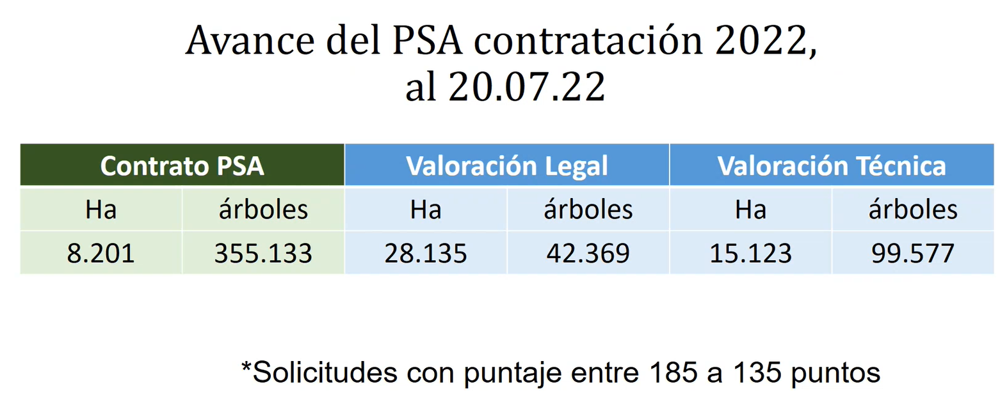 Avance del PSA contratación 2022,
al 20.07.22
Contrato PSA Valoración Legal Valoración Técnica
Ha árboles Ha árboles Ha árboles
8.201 355.133 28.135 42.369 15.123 99.577
*Solicitudes con puntaje entre 185 a 135 puntos